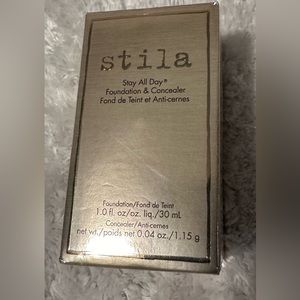 stila
Stay All Day®
Foundation & Concealer
Fond de Teint et Anti-cernes
Foundation/Fond de Teint
1.0 fl. oz/oz. liq./30 mL
Concealer/Anti-cernes
net wt./poids net 0.04 oz./1.15 g